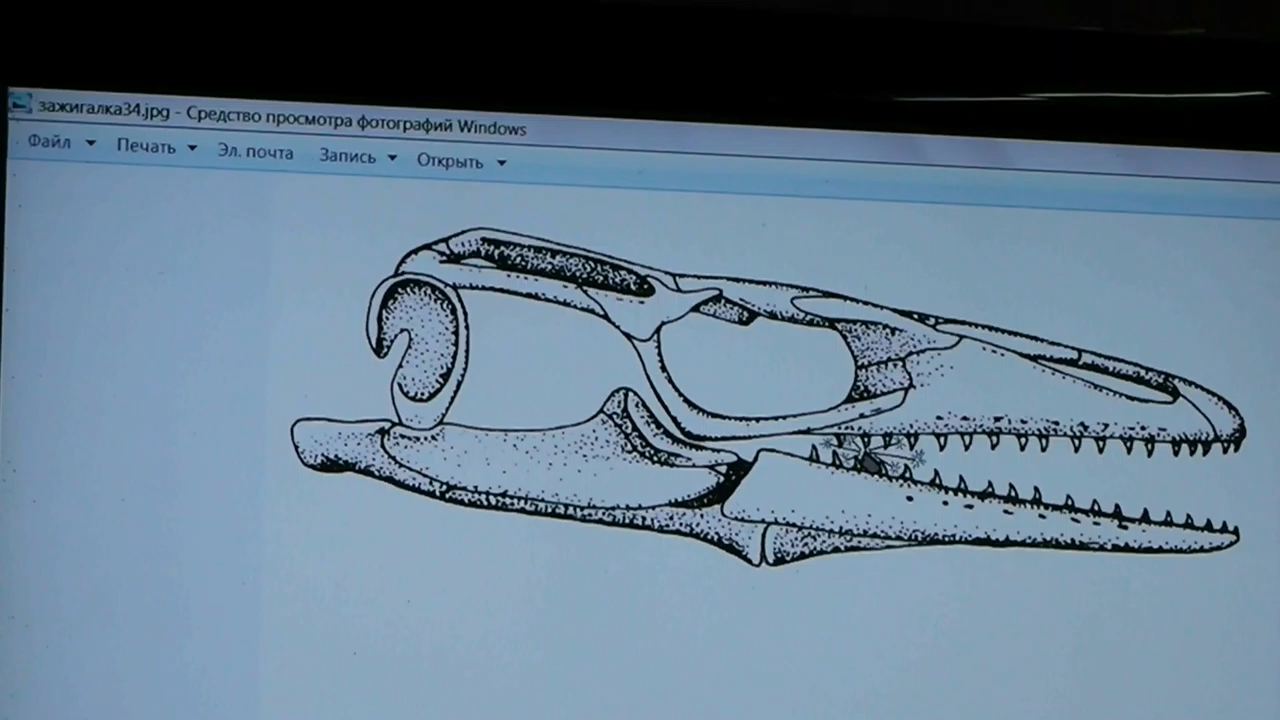 зажигалка34.jpg - Средство просмотра фотографий Windows
Файл Печать Эл. почта Запись Открыть